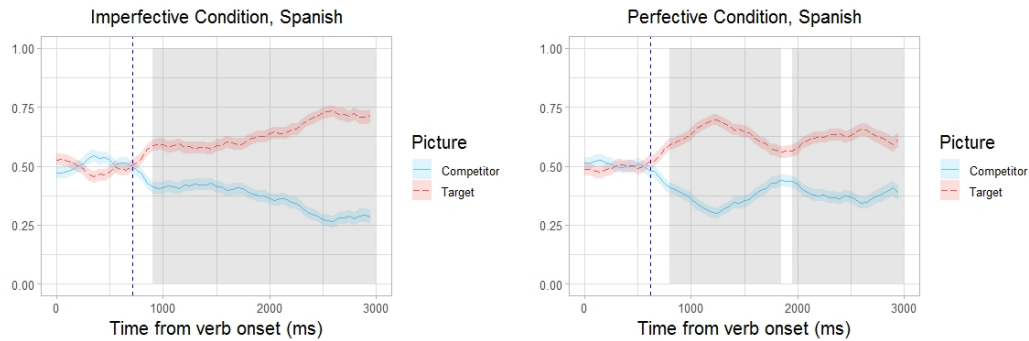 Imperfective Condition, Spanish
1.00
0.75
0.50
0.25
0.00
0
1000
2000
3000
Time from verb onset (ms)
Picture
Competitor
Target
Perfective Condition, Spanish
1.00
0.75
0.50
0.25
0.00
0
1000
2000
3000
Time from verb onset (ms)
Picture
Competitor
Target